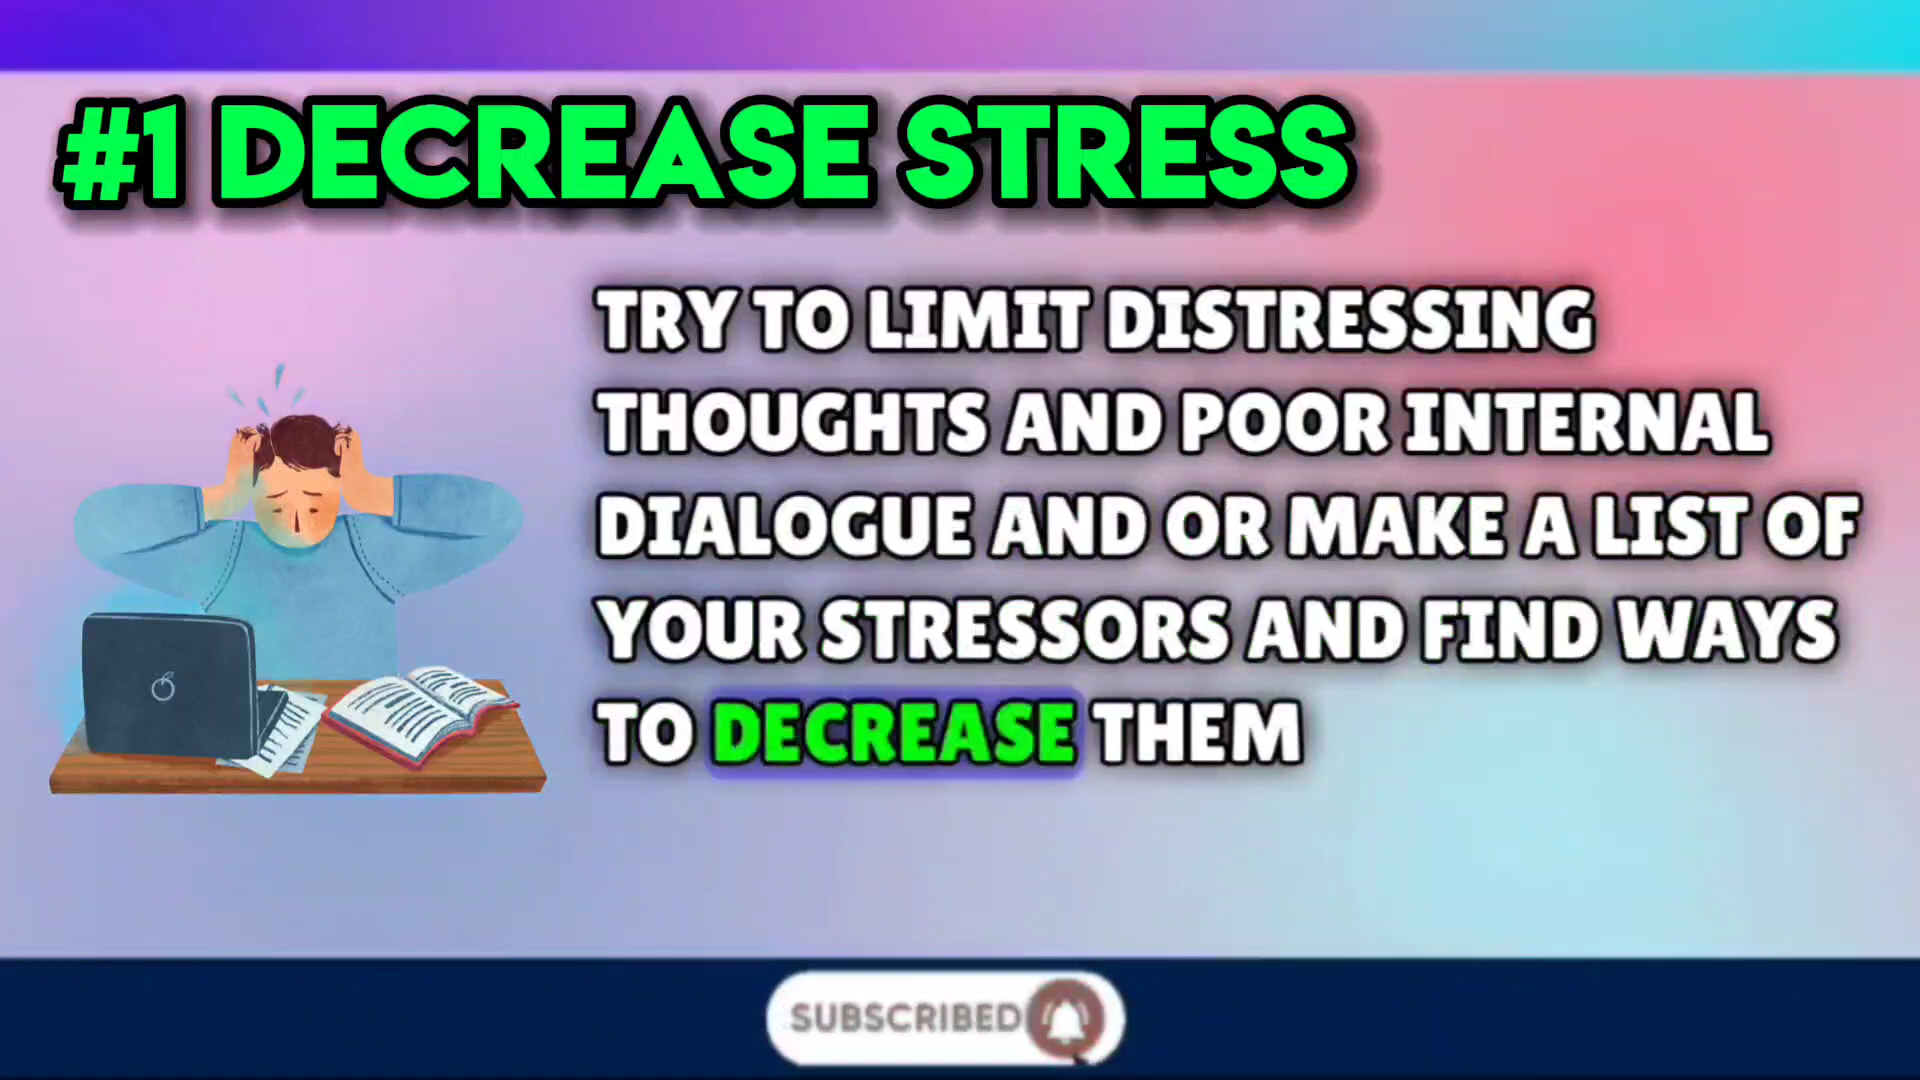 #1 DECREASE STRESS
TRY TO LIMIT DISTRESSING
THOUGHTS AND POOR INTERNAL
DIALOGUE AND OR MAKE A LIST OF
YOUR STRESSORS AND FIND WAYS
TO DECREASE THEM
SUBSCRIBED